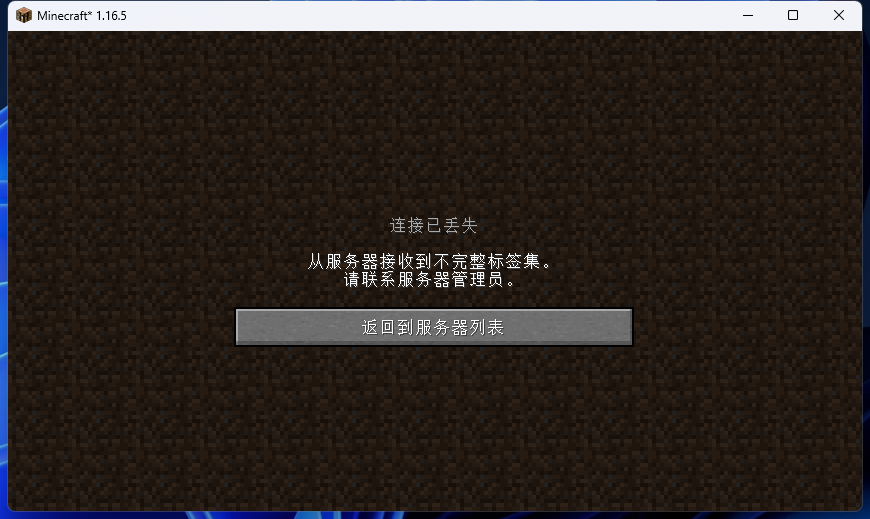 Minecraft* 1.16.5
连接已丢失
从服务器接收到不完整标签集。
请联系服务器管理员。
返回到服务器列表